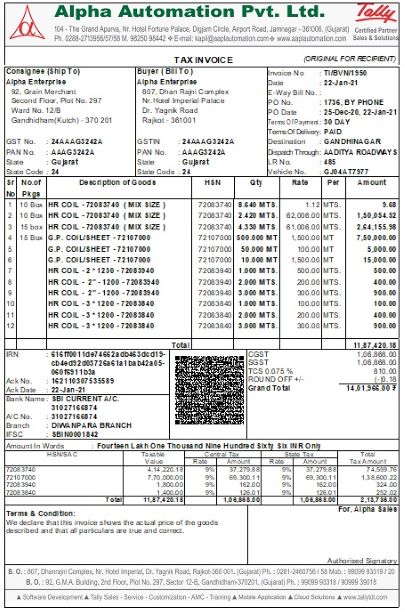 Alpha Automation Pvt. Ltd.
104 - The Grand Apurva, Nr. Hotel Fortune Palace, Digjam Circle, Airport Road, Jamnagar - 361006. (Gujarat)
Ph. 0288-2713956/57/58 M. 98250 98442 E-mail: kapil@aaplautomation.com www.aaplautomation.com
Tally
Certified Partner
Sales & Solutions
TAX INVOICE (ORIGINAL FOR RECIPIENT)
Consignee (Ship To)
Alpha Enterprise
92, Grain Merchant
Second Floor, Plot No. 297
Ward No. 12/B
Gandhidham(Kutch) - 370 201
GST No. : 24AAAG3242A
PAN No. : AAAG3242A
State : Gujarat
State Code : 24
Buyer (Bill To)
Alpha Enterprise
807, Dhan Rajni Complex
Nr.Hotel Imperial Palace
Dr. Yagnik Road
Rajkot - 360001
GSTIN : 24AAAG3242A
PAN No. : AAAG3242A
State : Gujarat
State Code : 24
Invoice No : TI/BVN/1950
Date : 22-Jan-21
E-Way Bill No. :
PO No. : 1736, BY PHONE
PO Date : 25-Dec-20, 22-Jan-21
Terms Of Payment : 30 DAY
Terms Of Delivery : PAID
Destination : GANDHINAGAR
Dispatch Through : AADITYA ROADWAYS
LR No. : 485
Vehicle No. : GJ04AT7977
Sr No. No.of Pkgs Description of Goods HSN Qty Rate Per Amount
1 10 Box HR COIL - 72083740 ( MIX SIZE ) 72083740 8.640 MTS. 1.12 MTS. 9.68
2 10 Box HR COIL - 72083740 ( MIX SIZE ) 72083740 2.420 MTS. 62,006.00 MTS. 1,50,054.52
3 15 box HR COIL - 72083740 ( MIX SIZE ) 72083740 4.330 MTS. 61,006.00 MTS. 2,64,155.98
4 15 Box G.P. COIL/SHEET - 72107000 72107000 500.000 MT 1,500.00 MT 7,50,000.00
5 G.P. COIL/SHEET - 72107000 72107000 50.000 MT 100.00 MT 5,000.00
6 G.P. COIL/SHEET - 72107000 72107000 10.000 MT 1,500.00 MT 15,000.00
7 HR COIL - 2 * 1230 - 72083940 72083940 1.000 MTS. 500.00 MTS. 500.00
8 HR COIL - 2" -1200 - 72083940 72083940 2.000 MTS. 200.00 MTS. 400.00
9 HR COIL - 2" -1200 - 72083940 72083940 3.000 MTS. 300.00 MTS. 900.00
10 HR COIL - 3 * 1200 - 72083840 72083840 1.000 MTS. 100.00 MTS. 100.00
11 HR COIL - 3 * 1200 - 72083840 72083840 2.000 MTS. 200.00 MTS. 400.00
12 HR COIL - 3 * 1200 - 72083840 72083840 3.000 MTS. 300.00 MTS. 900.00
Total 11,87,420.18
IRN : 616ff0011de74662adb463dcd19-
cb4ed92d03726a61a1bab42a05-
060f6911b3a
Ack No. : 162110307535589
Ack Date : 22-Jan-21
Bank Name : SBI CURRENT A/C.
31027166874
A/C No. : 31027166874
Branch : DIWANPARA BRANCH
IFSC : SBIN0001842
CGST 1,06,868.00
SGST 1,06,868.00
TCS 0.075 % 810.00
ROUND OFF +/- (-)0.18
Grand Total 14,01,966.00 ₹
Amount In Words : Fourteen Lakh One Thousand Nine Hundred Sixty Six INR Only
HSN/SAC Taxable Value Central Tax Rate Amount State Tax Rate Amount Total Tax Amount
72083740 4,14,220.18 9% 37,279.88 9% 37,279.88 74,559.76
72107000 7,70,000.00 9% 69,300.11 9% 69,300.11 1,38,600.22
72083940 1,800.00 9% 162.00 9% 162.00 324.00
72083840 1,400.00 9% 126.01 9% 126.01 252.02
Total 11,87,420.18 1,06,868.00 1,06,868.00 2,13,736.00
Terms & Condition:
We declare that this invoice shows the actual price of the goods
described and that all particulars are true and correct.
For, Alpha Sales
Authorised Signatory
B. O. : 807, Dhanrajni Complex, Nr. Hotel Imperial, Dr. Yagnik Road, Rajkot-360 001. (Gujarat) Ph.: 0281-2460756 / 58 Mob.: 99099 93119 / 20
B. O. : 92, G.M.A. Building, 2nd Floor, Plot No. 297, Sector 12-B, Gandhidham-370201, (Gujarat) Ph.: 99099 93318 / 90999 39018
Software Development Tally Sales - Service - Customization - AMC - Training Mobile Application Cloud Solutions www.tallytdl.com